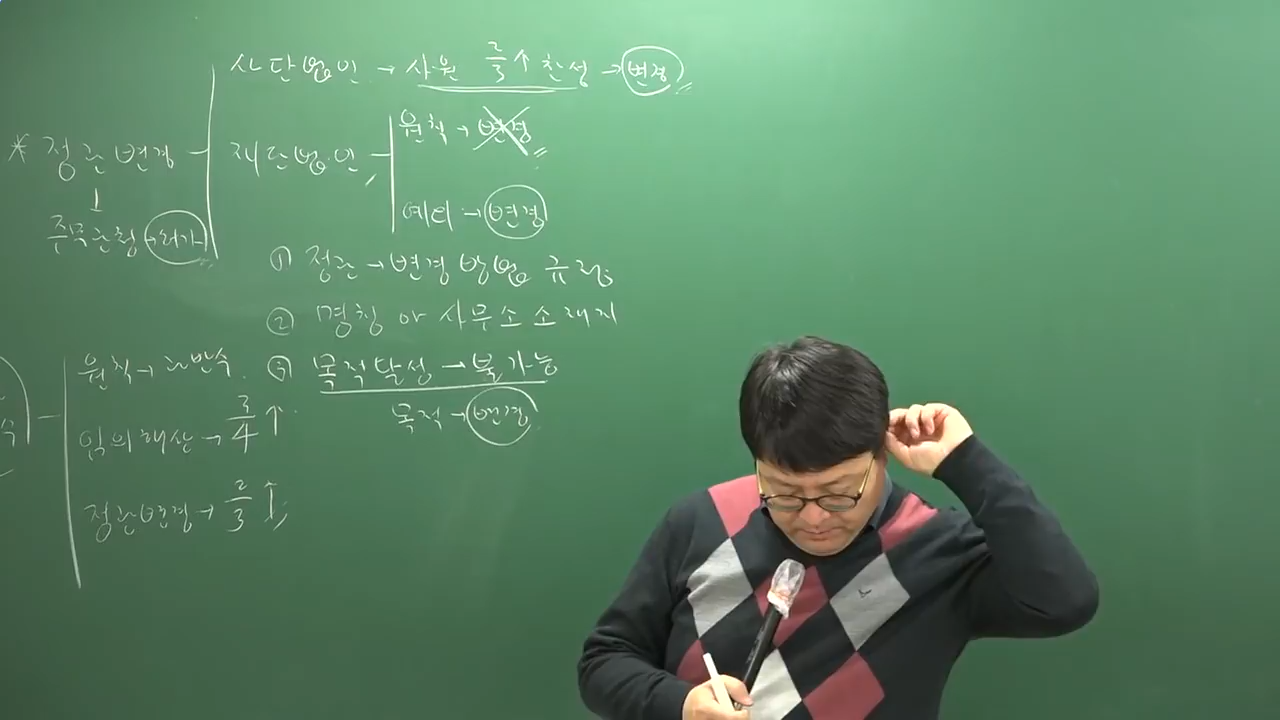 사단법인 → 사원 2/3↑ 찬성 → 변경
* 정관변경
주무관청 → 허가
재단법인
원칙 → 변경
예외 → 변경
① 정관 → 변경 방법 규정
② 명칭 or 사무소 소재지
③ 목적달성 → 불가능
목적 → 변경
원칙 → 과반수
임의해산 → 3/4↑
정관변경 → 2/3↑